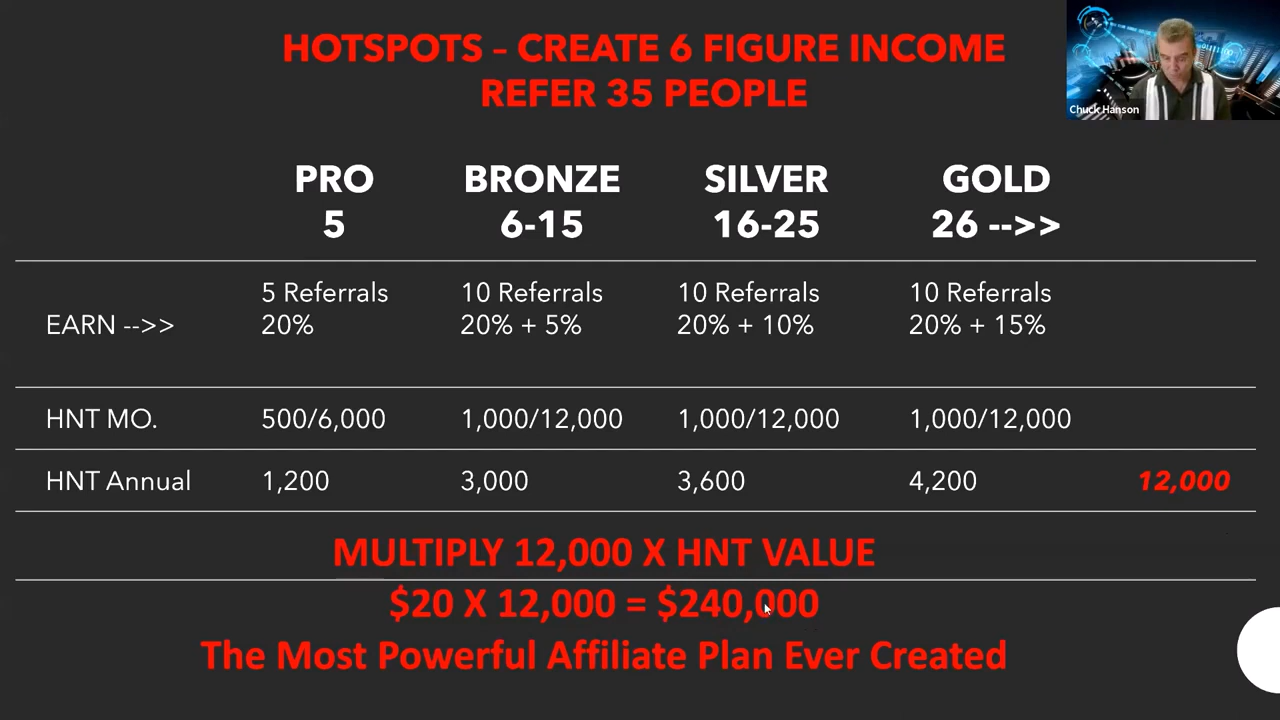 HOTSPOTS – CREATE 6 FIGURE INCOME
REFER 35 PEOPLE
Chuck Hanson
PRO BRONZE SILVER GOLD
5 6-15 16-25 26 -->>
5 Referrals 10 Referrals 10 Referrals 10 Referrals
EARN -->> 20% 20% + 5% 20% + 10% 20% + 15%
HNT MO. 500/6,000 1,000/12,000 1,000/12,000 1,000/12,000
HNT Annual 1,200 3,000 3,600 4,200 12,000
MULTIPLY 12,000 X HNT VALUE
$20 X 12,000 = $240,000
The Most Powerful Affiliate Plan Ever Created